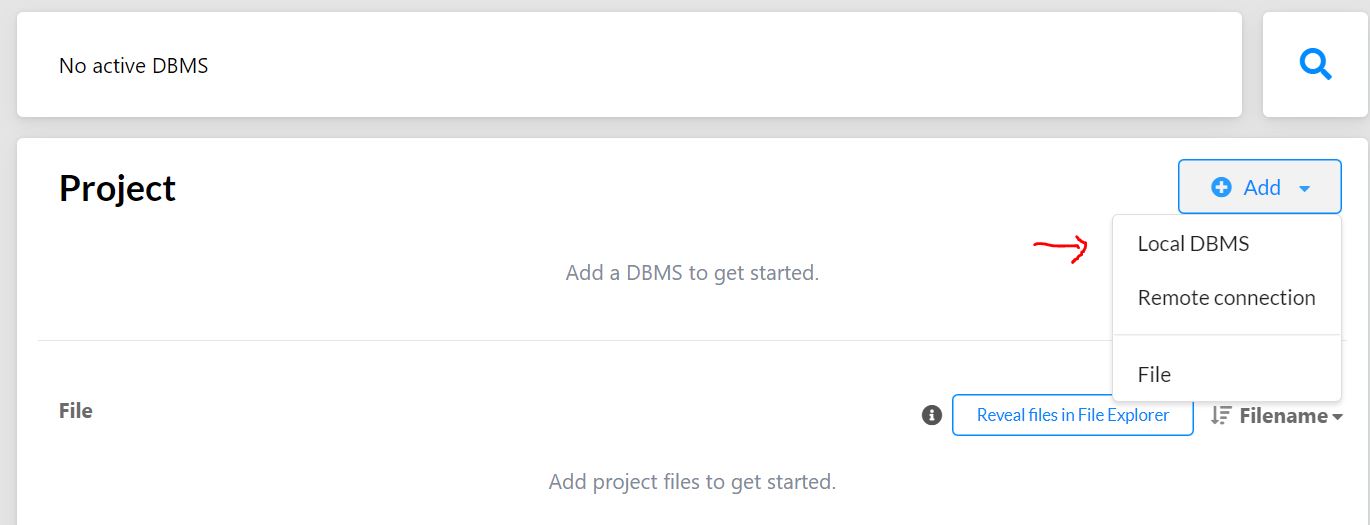 No active DBMS
Project
Add
Local DBMS
Add a DBMS to get started.
Remote connection
File
File
Reveal files in File Explorer
Filename
Add project files to get started.